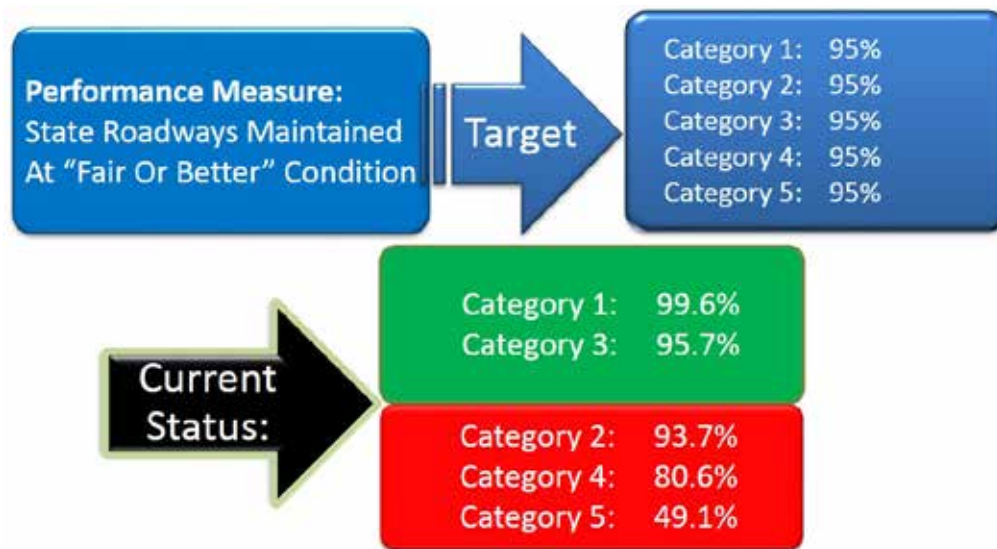 Performance Measure:
State Roadways Maintained
At “Fair Or Better” Condition
Target
Category 1: 95%
Category 2: 95%
Category 3: 95%
Category 4: 95%
Category 5: 95%
Current
Status:
Category 1: 99.6%
Category 3: 95.7%
Category 2: 93.7%
Category 4: 80.6%
Category 5: 49.1%